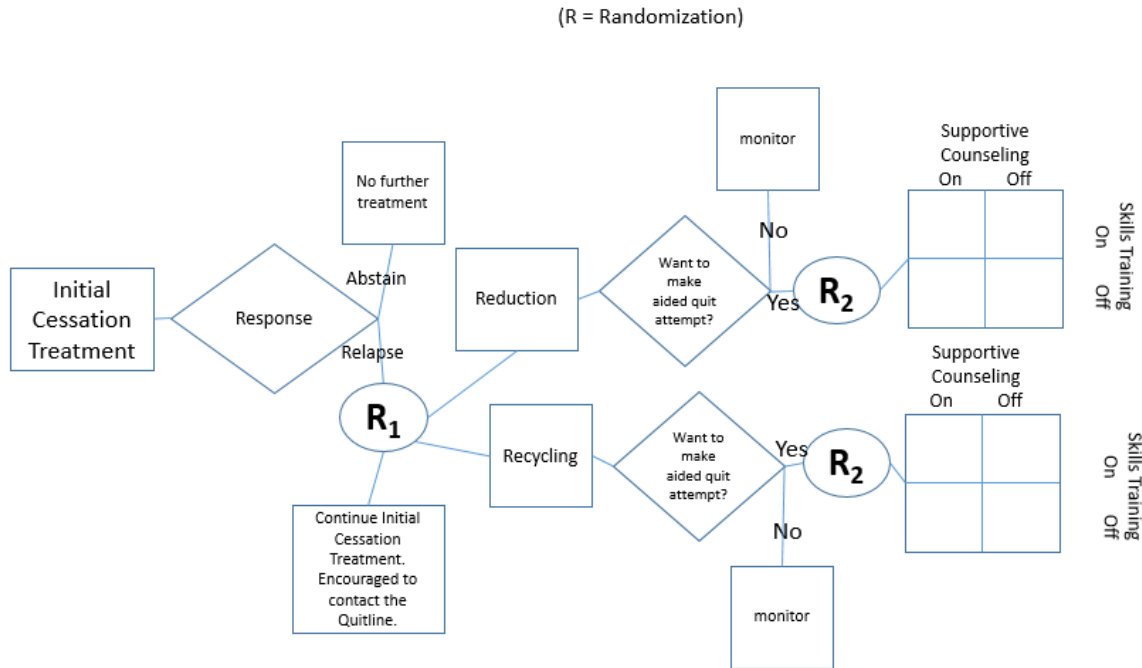 (R = Randomization)
Initial
Cessation
Treatment
Response
Abstain
Relapse
No further
treatment
R₁
Continue Initial
Cessation
Treatment.
Encouraged to
contact the
Quitline.
Reduction
Want to
make
aided quit
attempt?
No
monitor
Yes
R₂
Supportive
Counseling
On Off
Skills Training
On Off
Recycling
Want to
make
aided quit
attempt?
Yes
No
monitor
R₂
Supportive
Counseling
On Off
Skills Training
On Off